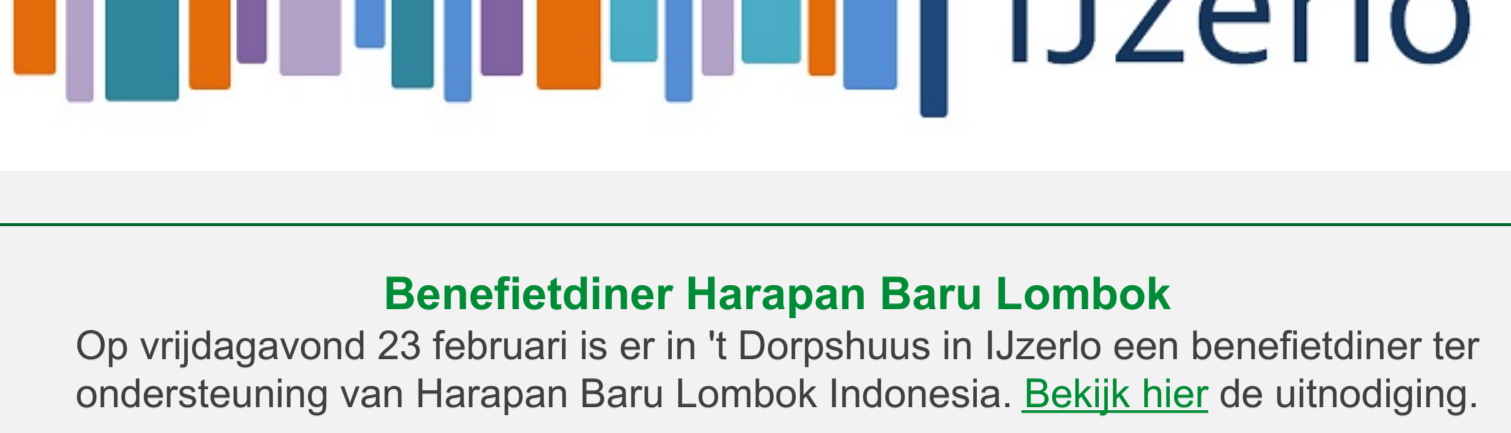 IJzerlo
Benefietdiner Harapan Baru Lombok
Op vrijdagavond 23 februari is er in 't Dorpshuus in IJzerlo een benefietdiner ter
ondersteuning van Harapan Baru Lombok Indonesia. Bekijk hier de uitnodiging.